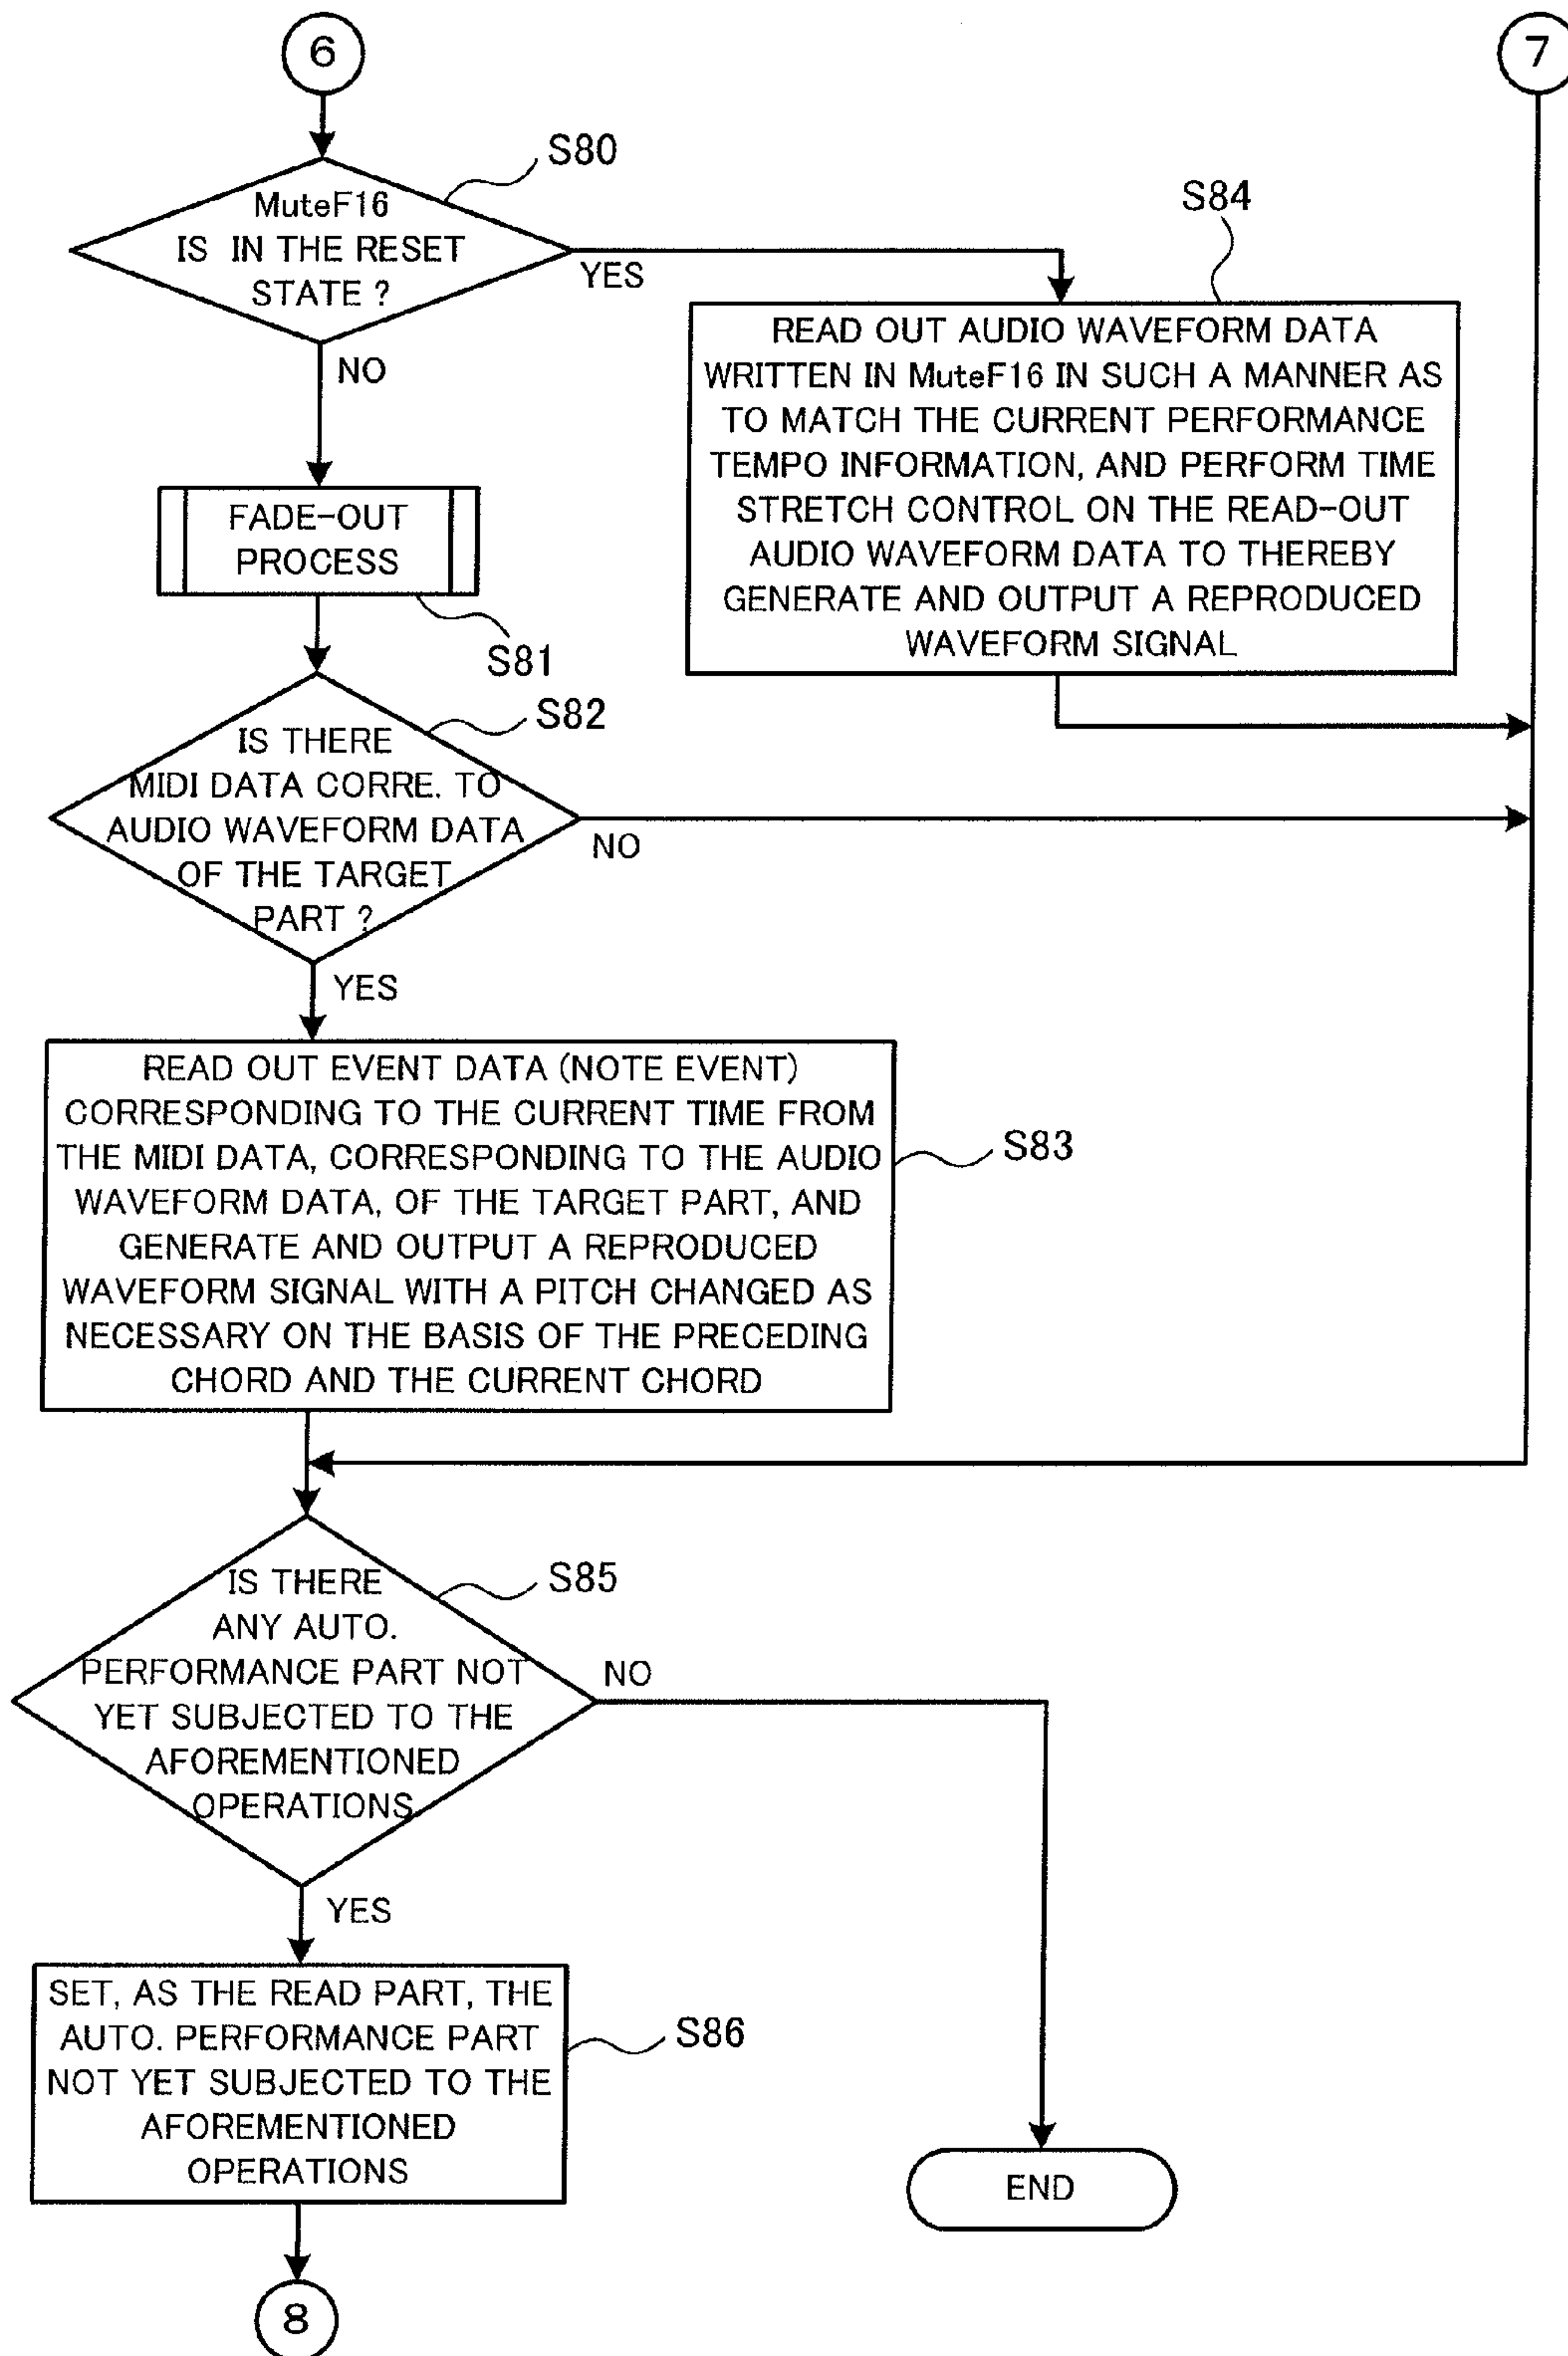 6
7
S80
MuteF16
IS IN THE RESET
STATE ?
YES
NO
S84
READ OUT AUDIO WAVEFORM DATA
WRITTEN IN MuteF16 IN SUCH A MANNER AS
TO MATCH THE CURRENT PERFORMANCE
TEMPO INFORMATION, AND PERFORM TIME
STRETCH CONTROL ON THE READ-OUT
AUDIO WAVEFORM DATA TO THEREBY
GENERATE AND OUTPUT A REPRODUCED
WAVEFORM SIGNAL
FADE-OUT
PROCESS
S81
S82
IS THERE
MIDI DATA CORRE. TO
AUDIO WAVEFORM DATA
OF THE TARGET
PART ?
NO
YES
READ OUT EVENT DATA (NOTE EVENT)
CORRESPONDING TO THE CURRENT TIME FROM
THE MIDI DATA, CORRESPONDING TO THE AUDIO
WAVEFORM DATA, OF THE TARGET PART, AND
GENERATE AND OUTPUT A REPRODUCED
WAVEFORM SIGNAL WITH A PITCH CHANGED AS
NECESSARY ON THE BASIS OF THE PRECEDING
CHORD AND THE CURRENT CHORD
S83
S85
IS THERE
ANY AUTO.
PERFORMANCE PART NOT
YET SUBJECTED TO THE
AFOREMENTIONED
OPERATIONS
NO
YES
SET, AS THE READ PART, THE
AUTO. PERFORMANCE PART
NOT YET SUBJECTED TO THE
AFOREMENTIONED
OPERATIONS
S86
END
8